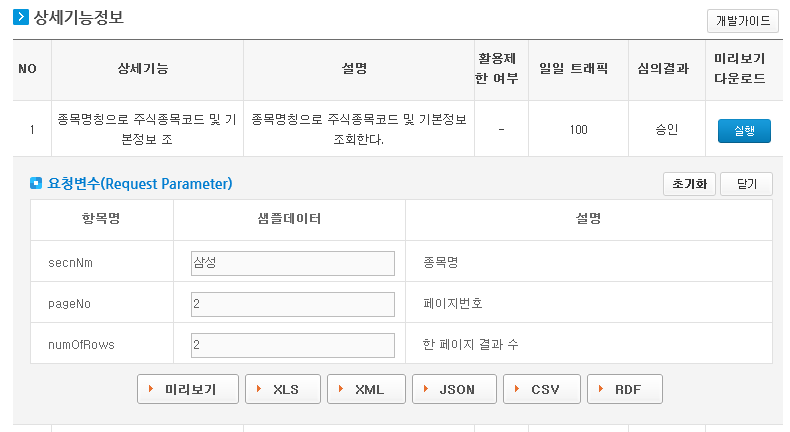 상세기능정보
개발가이드
NO 상세기능 설명 활용제 한 여부 일일 트래픽 심의결과 미리보기 다운로드
1 종목명칭으로 주식종목코드 및 기 본정보 조 종목명칭으로 주식종목코드 및 기본정보 조회한다. - 100 승인 실행
요청변수(Request Parameter)
초기화 닫기
항목명 샘플데이터 설명
secnNm 삼성 종목명
pageNo 2 페이지번호
numOfRows 2 한 페이지 결과 수
미리보기 XLS XML JSON CSV RDF